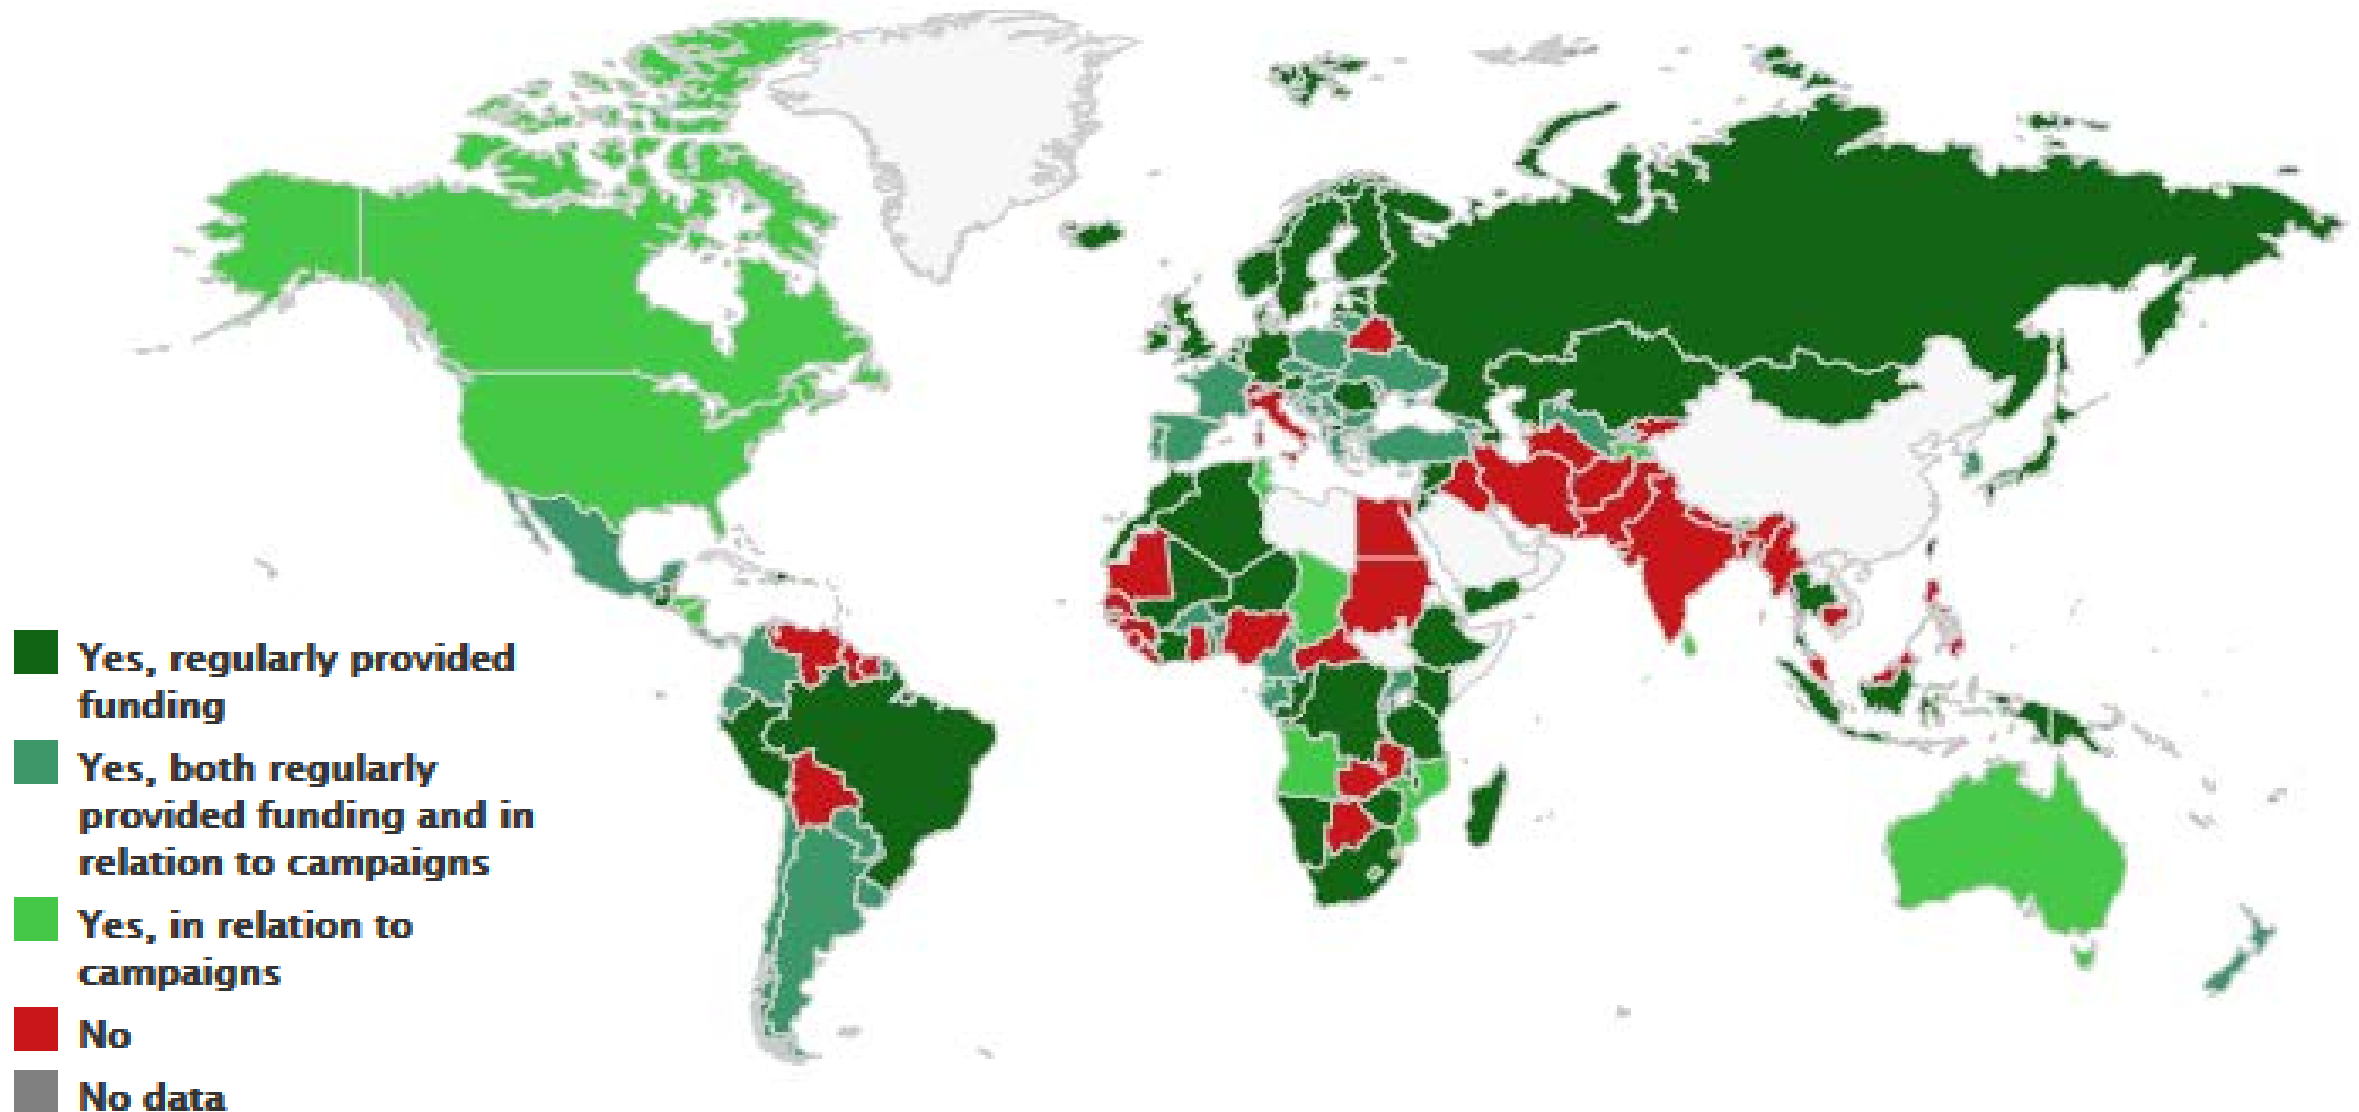 Yes, regularly provided
funding
Yes, both regularly
provided funding and in
relation to campaigns
Yes, in relation to
campaigns
No
No data